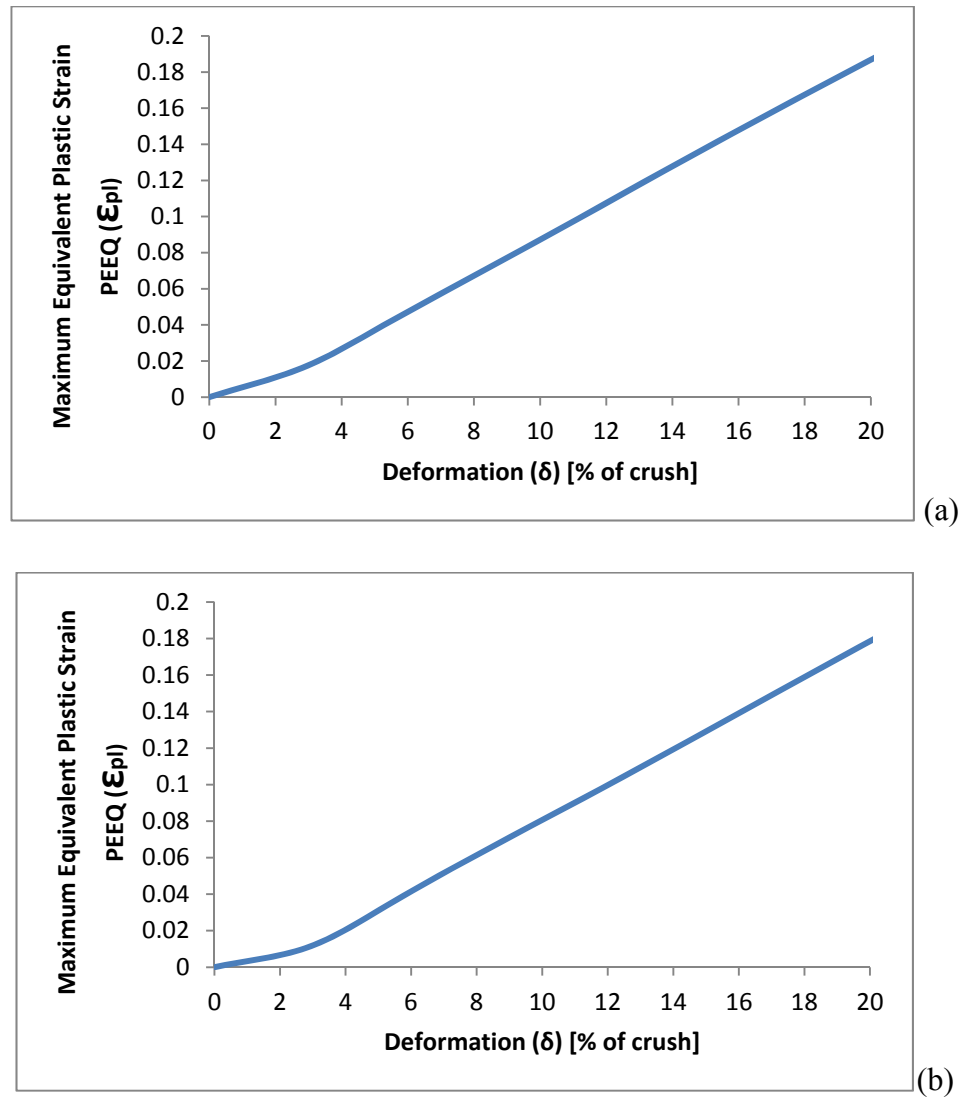 Maximum Equivalent Plastic Strain
PEEQ (Ɛpl)
0.2
0.18
0.16
0.14
0.12
0.1
0.08
0.06
0.04
0.02
0
0 2 4 6 8 10 12 14 16 18 20
Deformation (δ) [% of crush]
(a)
Maximum Equivalent Plastic Strain
PEEQ (Ɛpl)
0.2
0.18
0.16
0.14
0.12
0.1
0.08
0.06
0.04
0.02
0
0 2 4 6 8 10 12 14 16 18 20
Deformation (δ) [% of crush]
(b)